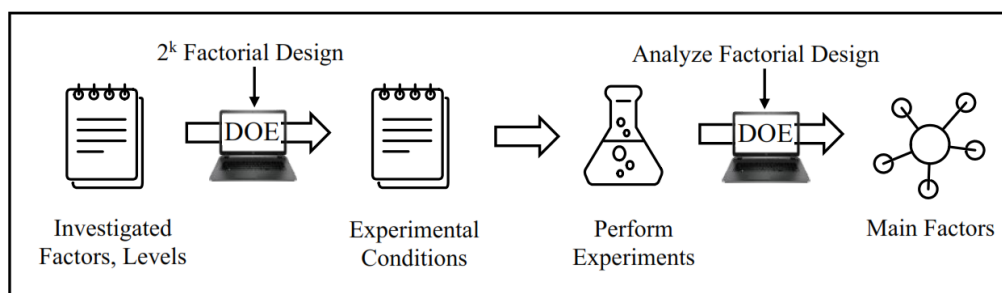 2ᵏ Factorial Design
Analyze Factorial Design
DOE
DOE
Investigated
Factors, Levels
Experimental
Conditions
Perform
Experiments
Main Factors